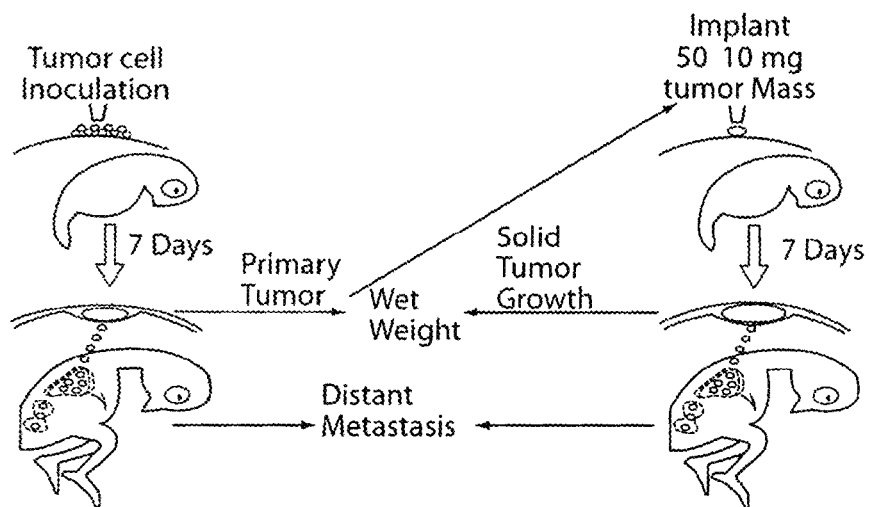 Tumor cell
Inoculation
Implant
50 10 mg
tumor Mass
7 Days
7 Days
Primary
Tumor
Wet
Weight
Solid
Tumor
Growth
Distant
Metastasis